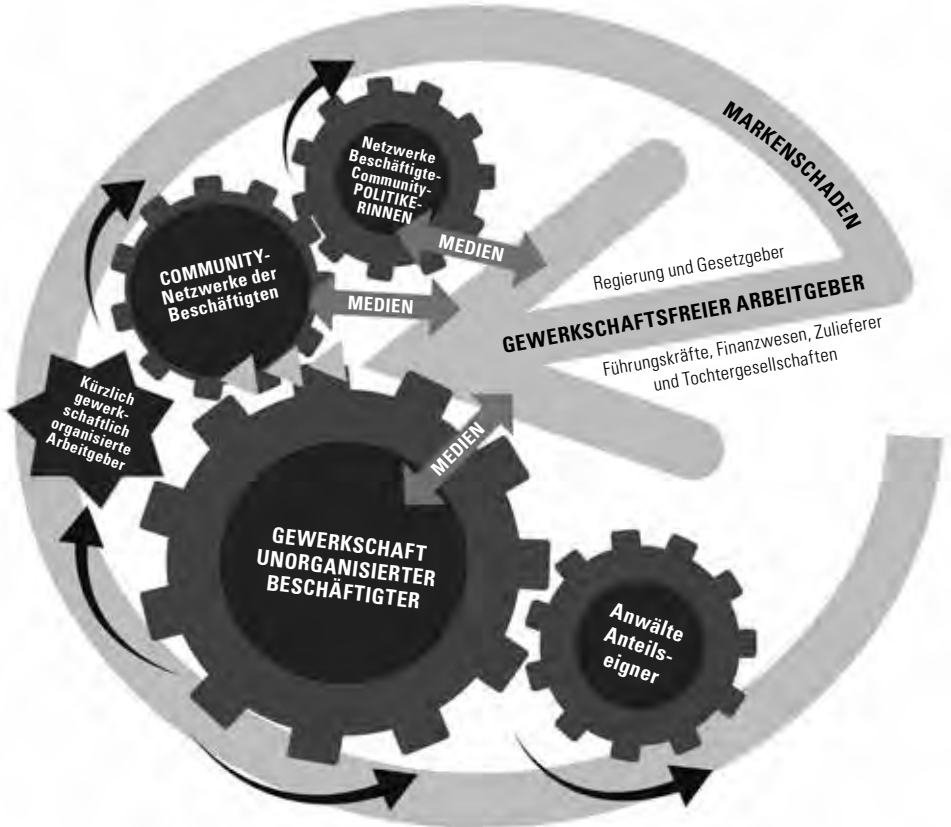 MARKENSCHADEN
Netzwerke
Beschäftigte-
Community-
POLITIKE-
RINNEN
MEDIEN
COMMUNITY-
Netzwerke der
Beschäftigten
MEDIEN
Regierung und Gesetzgeber
GEWERKSCHAFTSFREIER ARBEITGEBER
Führungskräfte, Finanzwesen, Zulieferer
und Tochtergesellschaften
Kürzlich
gewerk-
schaftlich
organisierte
Arbeitgeber
MEDIEN
GEWERKSCHAFT
UNORGANISIERTER
BESCHÄFTIGTER
Anwälte
Anteils-
eigner